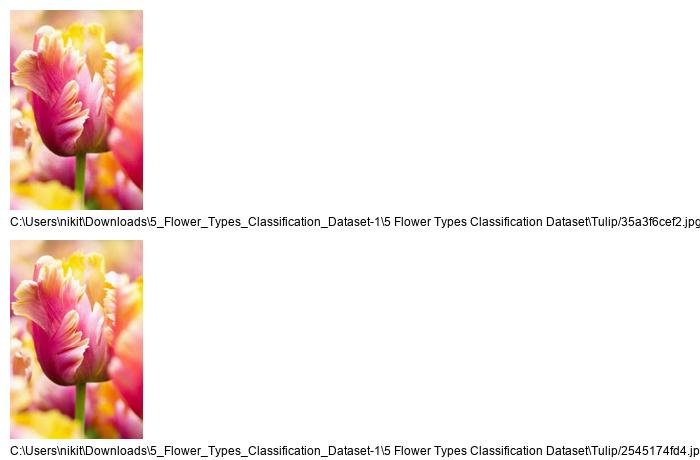 C:\Users\nikit\Downloads\5_Flower_Types_Classification_Dataset-1\5 Flower Types Classification Dataset\Tulip/35a3f6cef2.jpg
C:\Users\nikit\Downloads\5_Flower_Types_Classification_Dataset-1\5 Flower Types Classification Dataset\Tulip/2545174fd4.jp